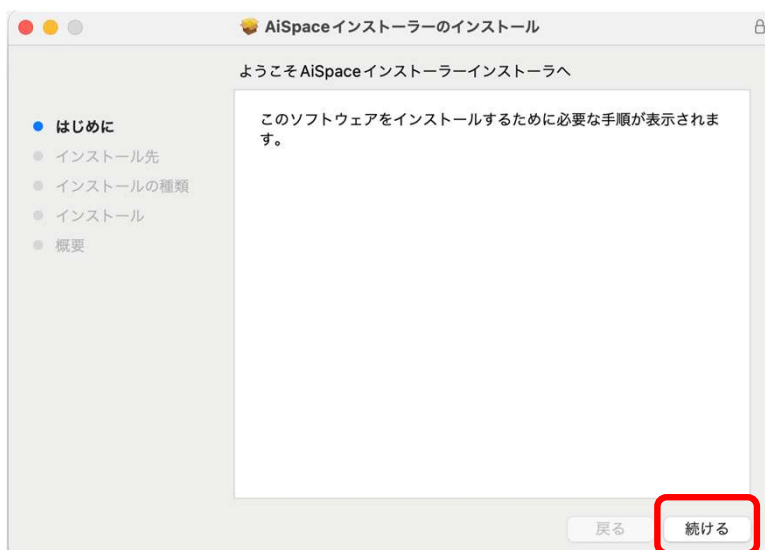 AiSpaceインストーラーのインストール
ようこそAiSpaceインストーラーインストーラへ
はじめに
インストール先
インストールの種類
インストール
概要
このソフトウェアをインストールするために必要な手順が表示されま
す。
戻る
続ける